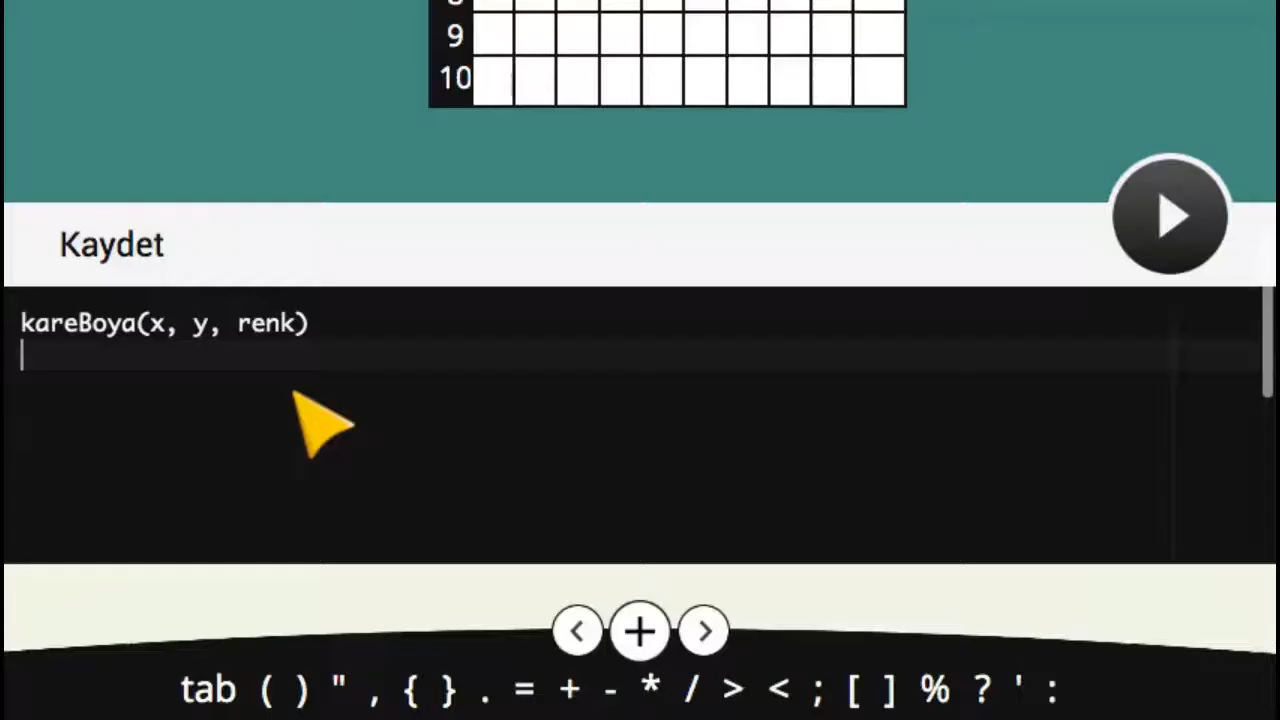 9
10
Kaydet
kareBoya(x, y, renk)
tab ( ) " , { } . = + - * / > < ; [ ] % ? ' :